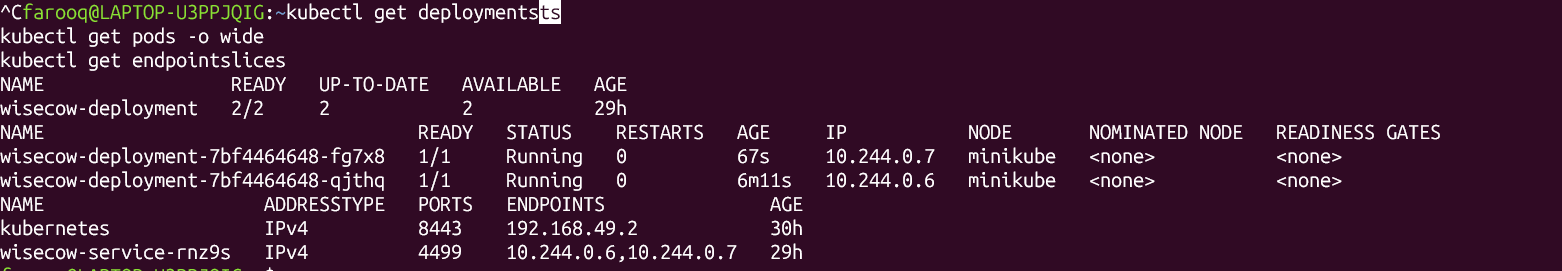 ^Cfarooq@LAPTOP-U3PPJQIG:~kubectl get deploymentsts
kubectl get pods -o wide
kubectl get endpointslices
NAME READY UP-TO-DATE AVAILABLE AGE
wisecow-deployment 2/2 2 2 29h
NAME READY STATUS RESTARTS AGE IP NODE NOMINATED NODE READINESS GATES
wisecow-deployment-7bf4464648-fg7x8 1/1 Running 0 67s 10.244.0.7 minikube <none> <none>
wisecow-deployment-7bf4464648-qjthq 1/1 Running 0 6m11s 10.244.0.6 minikube <none> <none>
NAME ADDRESSTYPE PORTS ENDPOINTS AGE
kubernetes IPv4 8443 192.168.49.2 30h
wisecow-service-rnz9s IPv4 4499 10.244.0.6,10.244.0.7 29h